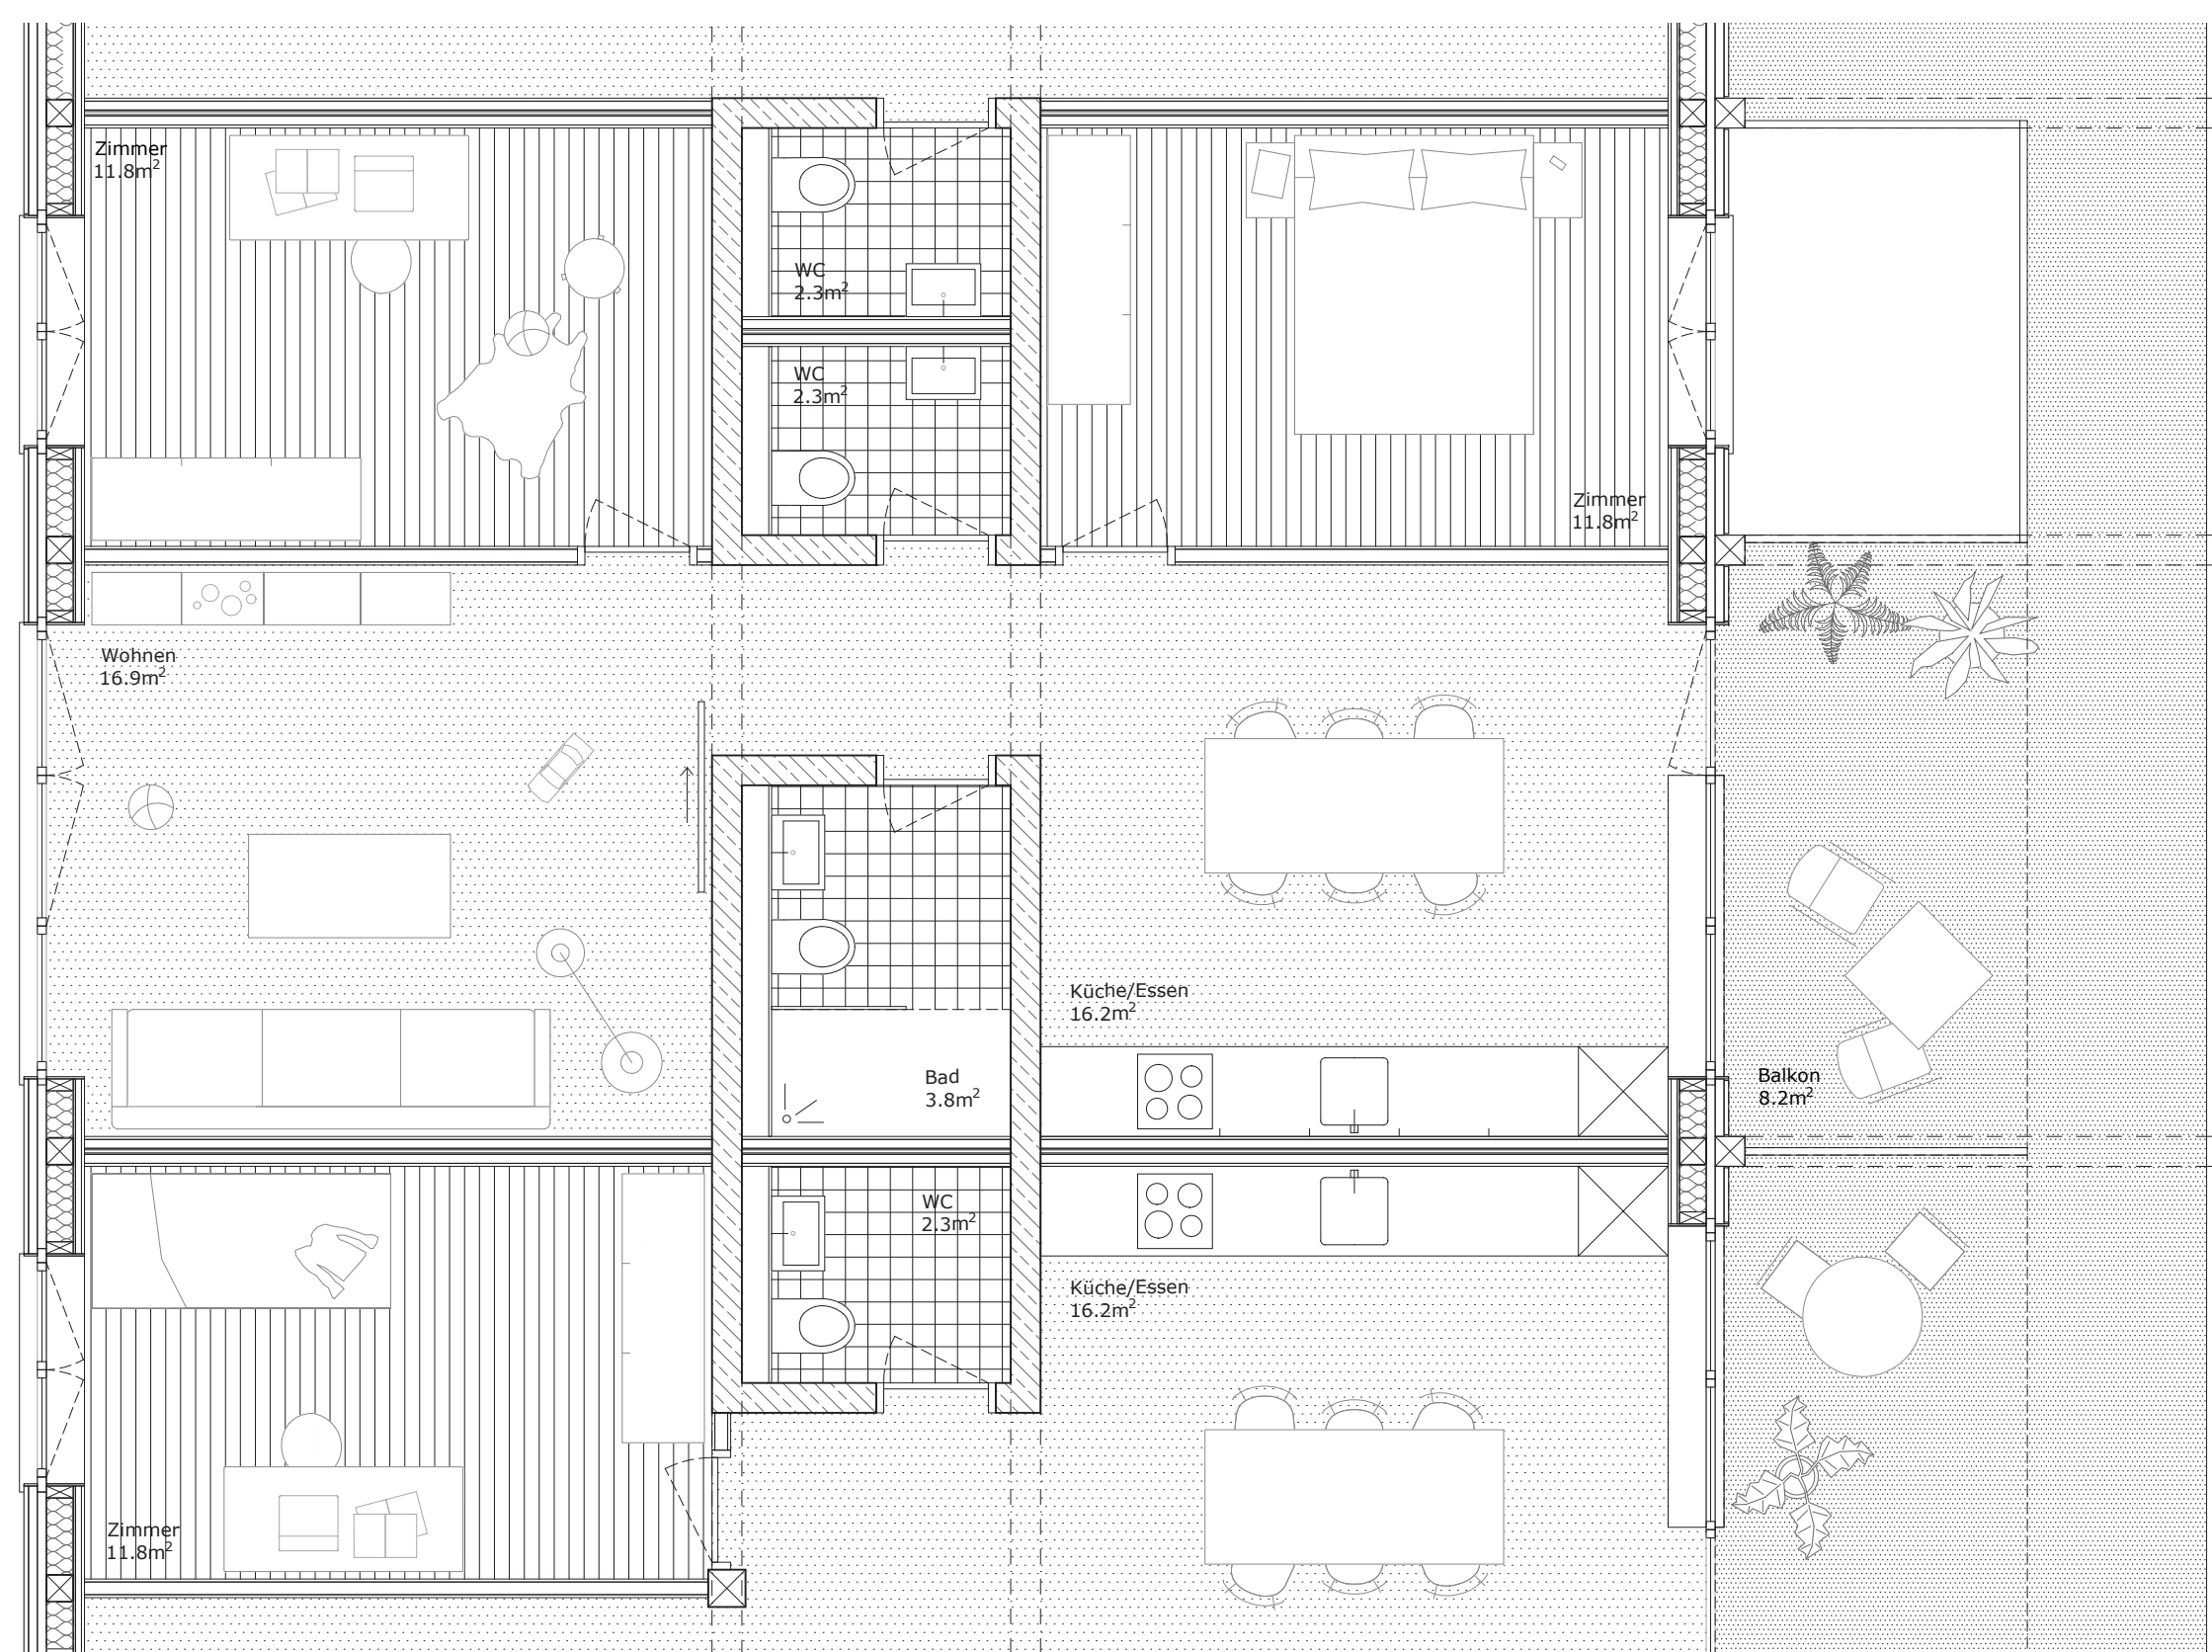 Zimmer
11.8m²
WC
2.3m²
WC
2.3m²
Zimmer
11.8m²
Wohnen
16.9m²
Küche/Essen
16.2m²
Bad
3.8m²
Balkon
8.2m²
WC
2.3m²
Küche/Essen
16.2m²
Zimmer
11.8m²